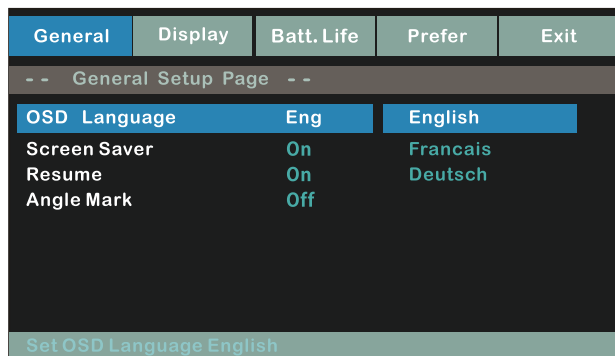 General Display Batt. Life Prefer Exit
-- General Setup Page --
OSD Language Eng English
Screen Saver On Francais
Resume On Deutsch
Angle Mark Off
Set OSD Language English